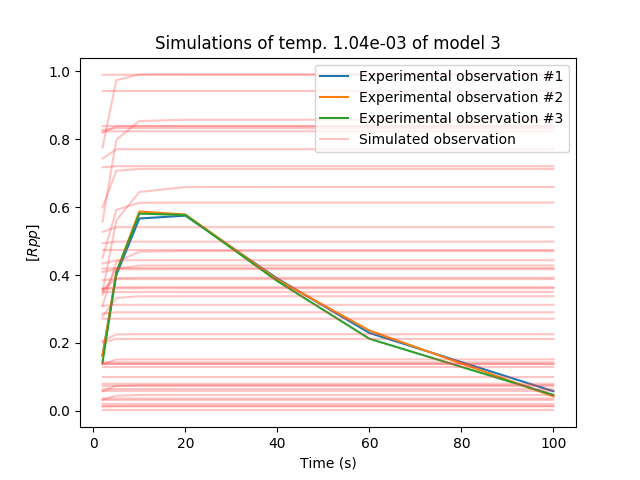 Simulations of temp. 1.04e-03 of model 3
Experimental observation #1
Experimental observation #2
Experimental observation #3
Simulated observation
[Rpp]
1.0
0.8
0.6
0.4
0.2
0.0
0 20 40 60 80 100
Time (s)